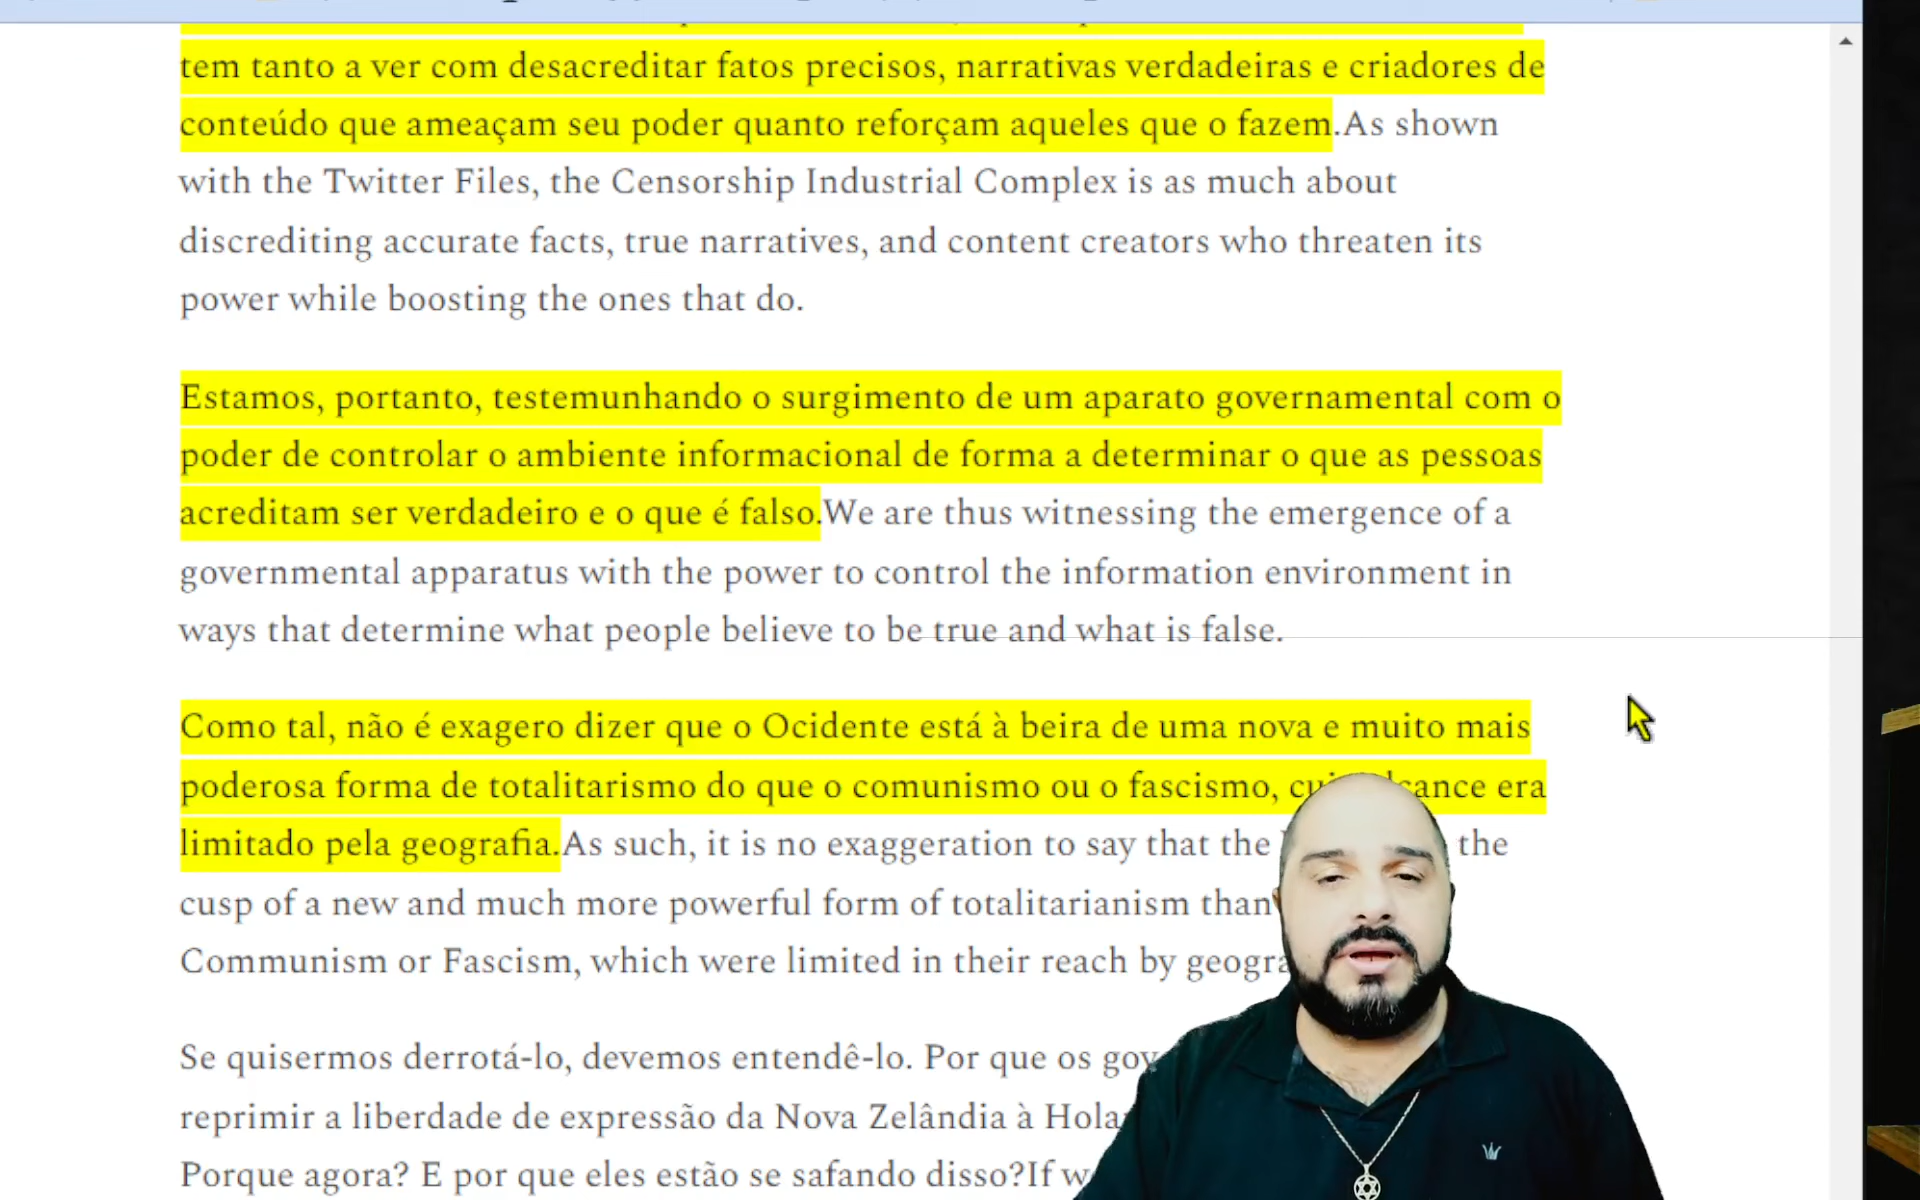 tem tanto a ver com desacreditar fatos precisos, narrativas verdadeiras e criadores de
conteúdo que ameaçam seu poder quanto reforçam aqueles que o fazem.As shown
with the Twitter Files, the Censorship Industrial Complex is as much about
discrediting accurate facts, true narratives, and content creators who threaten its
power while boosting the ones that do.
Estamos, portanto, testemunhando o surgimento de um aparato governamental com o
poder de controlar o ambiente informacional de forma a determinar o que as pessoas
acreditam ser verdadeiro e o que é falso.We are thus witnessing the emergence of a
governmental apparatus with the power to control the information environment in
ways that determine what people believe to be true and what is false.
Como tal, não é exagero dizer que o Ocidente está à beira de uma nova e muito mais
poderosa forma de totalitarismo do que o comunismo ou o fascismo, era
limitado pela geografia.As such, it is no exaggeration to say that the the
cusp of a new and much more powerful form of totalitarianism than
Communism or Fascism, which were limited in their reach by
Se quisermos derrotá-lo, devemos entendê-lo. Por que os
reprimir a liberdade de expressão da Nova Zelândia à
Porque agora? E por que eles estão se safando disso?If